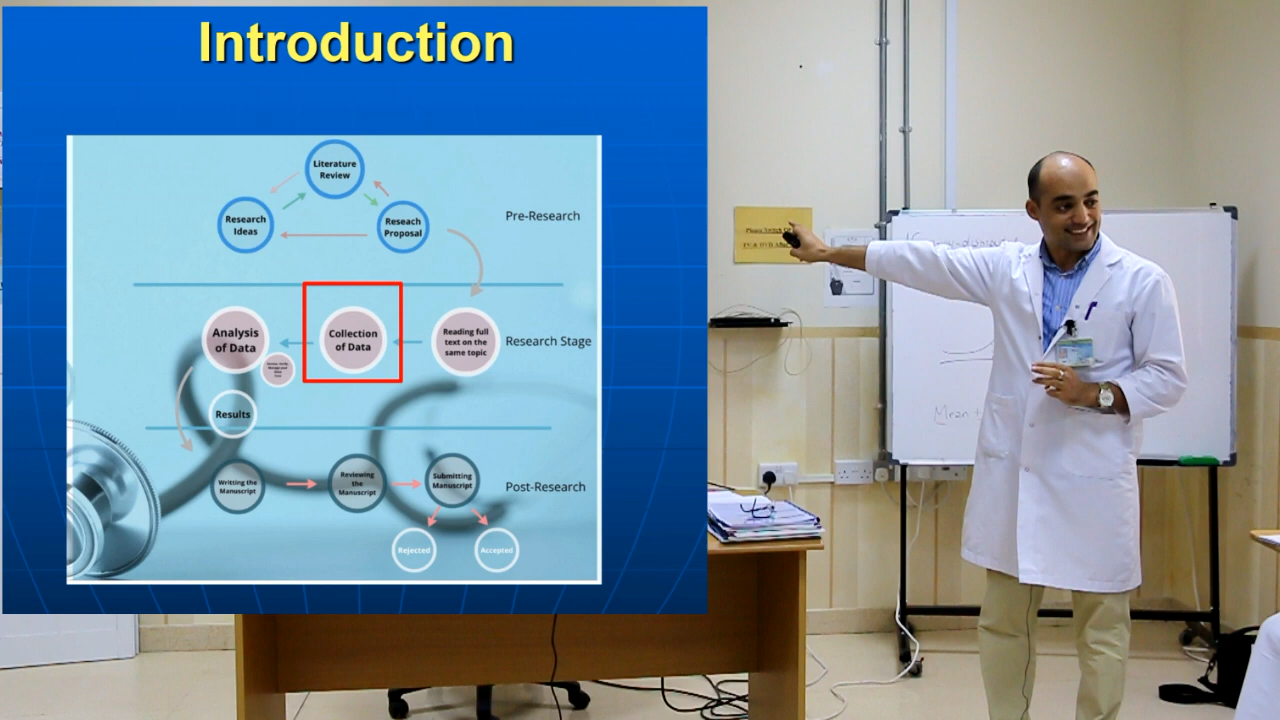 Introduction
Literature
Review
Research
Ideas
Reseach
Proposal
Pre-Research
Analysis
of Data
Collection
of Data
Reading full
text on the
same topic
Research Stage
Results
Writting the
Manuscript
Reviewing
the
Manuscript
Submitting
Manuscript
Post-Research
Rejected
Accepted